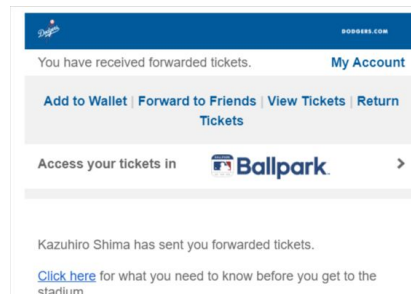 Dodgers
DODGERS.COM
You have received forwarded tickets. My Account
Add to Wallet | Forward to Friends | View Tickets | Return
Tickets
Access your tickets in Ballpark. >
Kazuhiro Shima has sent you forwarded tickets.
Click here for what you need to know before you get to the
stadium